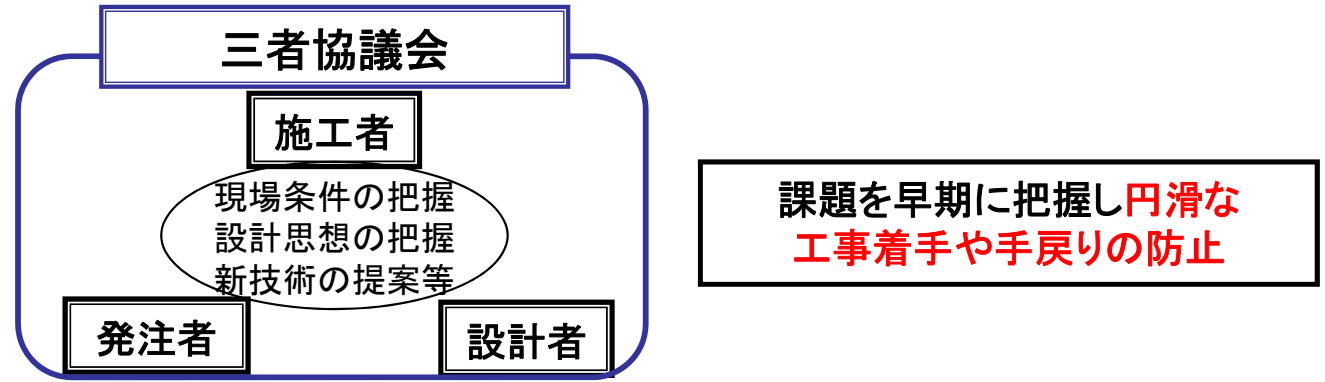 三者協議会
施工者
現場条件の把握
設計思想の把握
新技術の提案等
発注者
設計者
課題を早期に把握し円滑な
工事着手や手戻りの防止